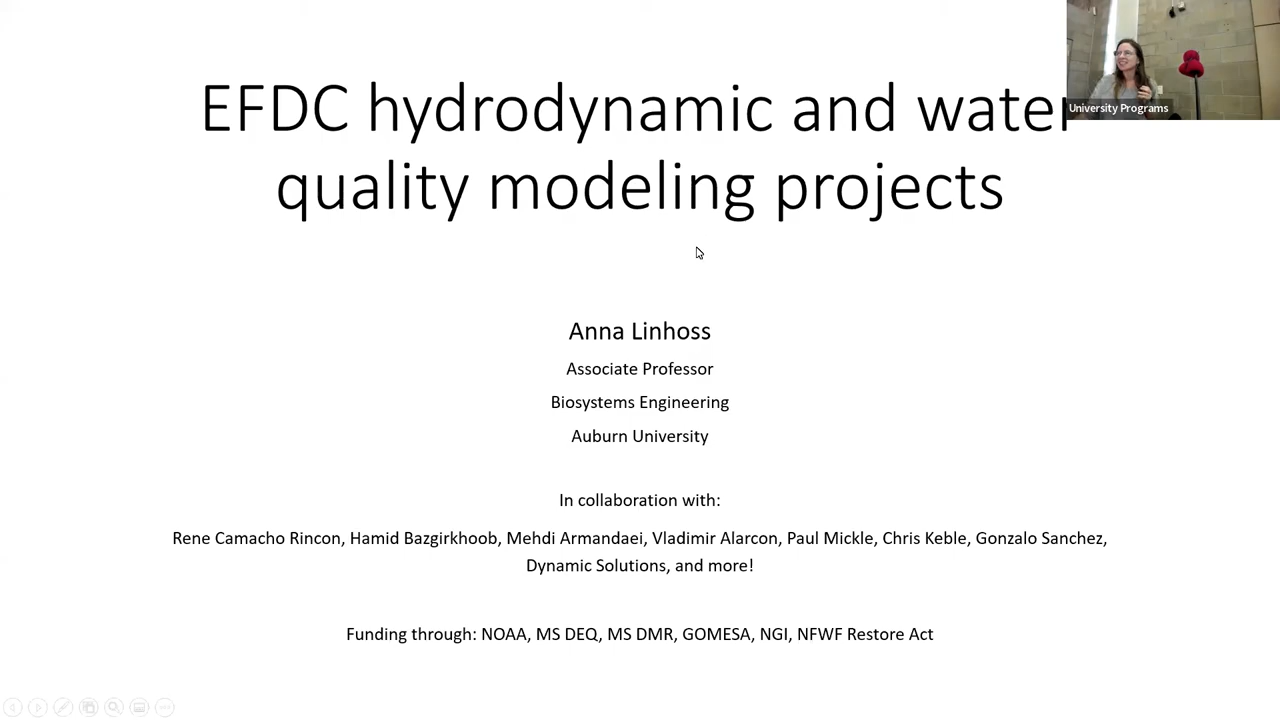 EFDC hydrodynamic and water
quality modeling projects
University Programs
Anna Linhoss
Associate Professor
Biosystems Engineering
Auburn University
In collaboration with:
Rene Camacho Rincon, Hamid Bazgirkhoob, Mehdi Armandaei, Vladimir Alarcon, Paul Mickle, Chris Keble, Gonzalo Sanchez,
Dynamic Solutions, and more!
Funding through: NOAA, MS DEQ, MS DMR, GOMESA, NGI, NFWF Restore Act